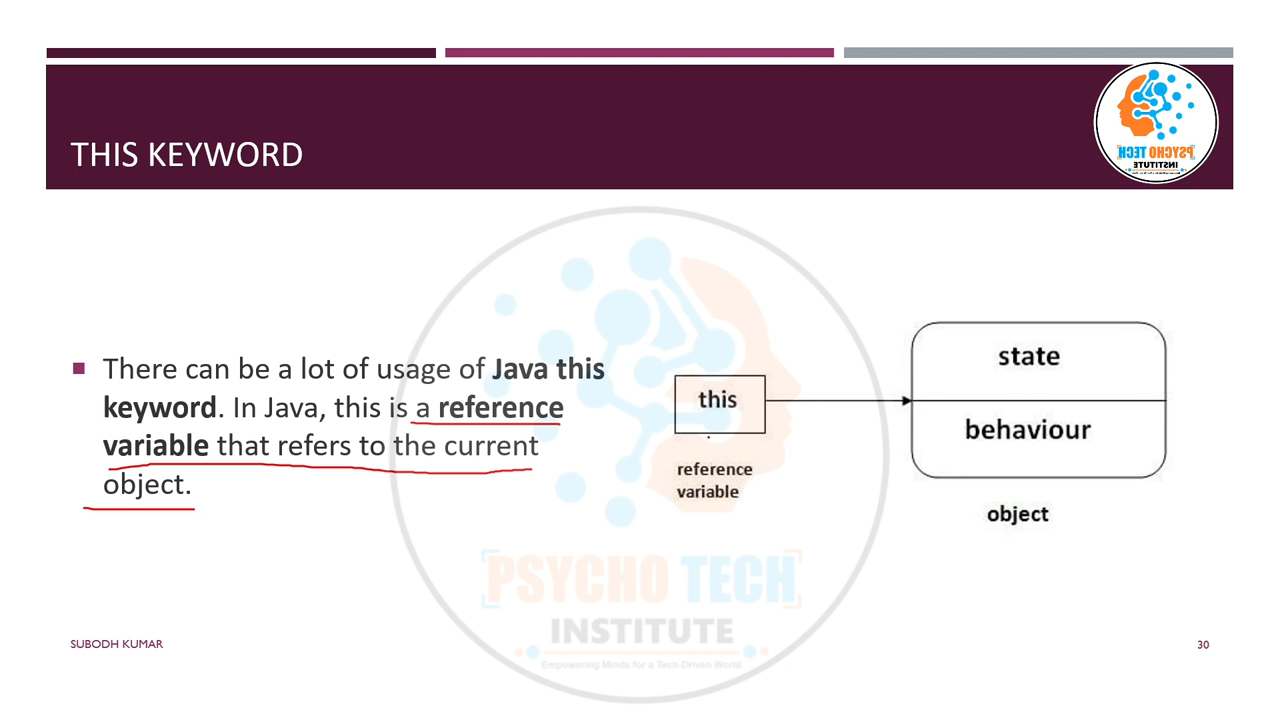 THIS KEYWORD
PSYCHO TECH
INSTITUTE
There can be a lot of usage of Java this
keyword. In Java, this is a reference
variable that refers to the current
object.
this
reference
variable
state
behaviour
object
PSYCHO TECH
INSTITUTE
Empowering Minds for a Tech-Driven World
SUBODH KUMAR
30